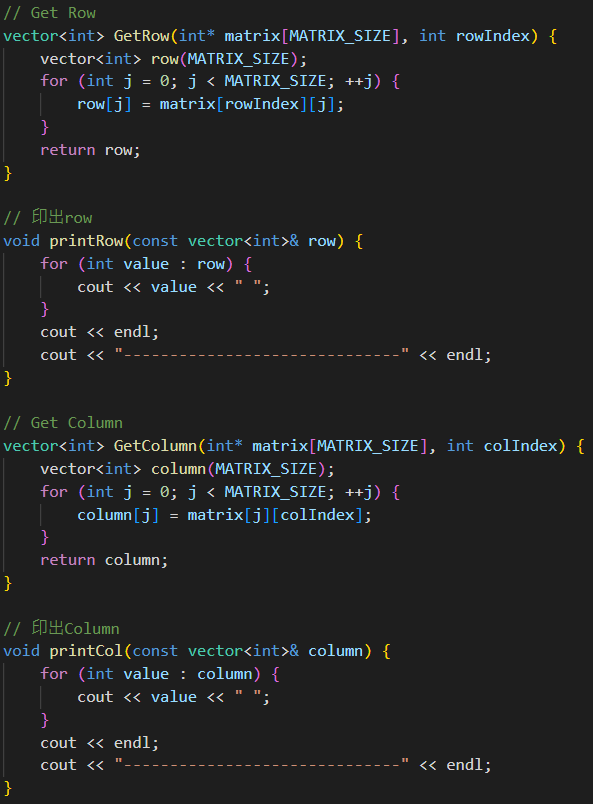 // Get Row
vector<int> GetRow(int* matrix[MATRIX_SIZE], int rowIndex) {
    vector<int> row(MATRIX_SIZE);
    for (int j = 0; j < MATRIX_SIZE; ++j) {
        row[j] = matrix[rowIndex][j];
    }
    return row;
}

// 印出row
void printRow(const vector<int>& row) {
    for (int value : row) {
        cout << value << " ";
    }
    cout << endl;
    cout << "------------------------------" << endl;
}

// Get Column
vector<int> GetColumn(int* matrix[MATRIX_SIZE], int colIndex) {
    vector<int> column(MATRIX_SIZE);
    for (int j = 0; j < MATRIX_SIZE; ++j) {
        column[j] = matrix[j][colIndex];
    }
    return column;
}

// 印出Column
void printCol(const vector<int>& column) {
    for (int value : column) {
        cout << value << " ";
    }
    cout << endl;
    cout << "------------------------------" << endl;
}